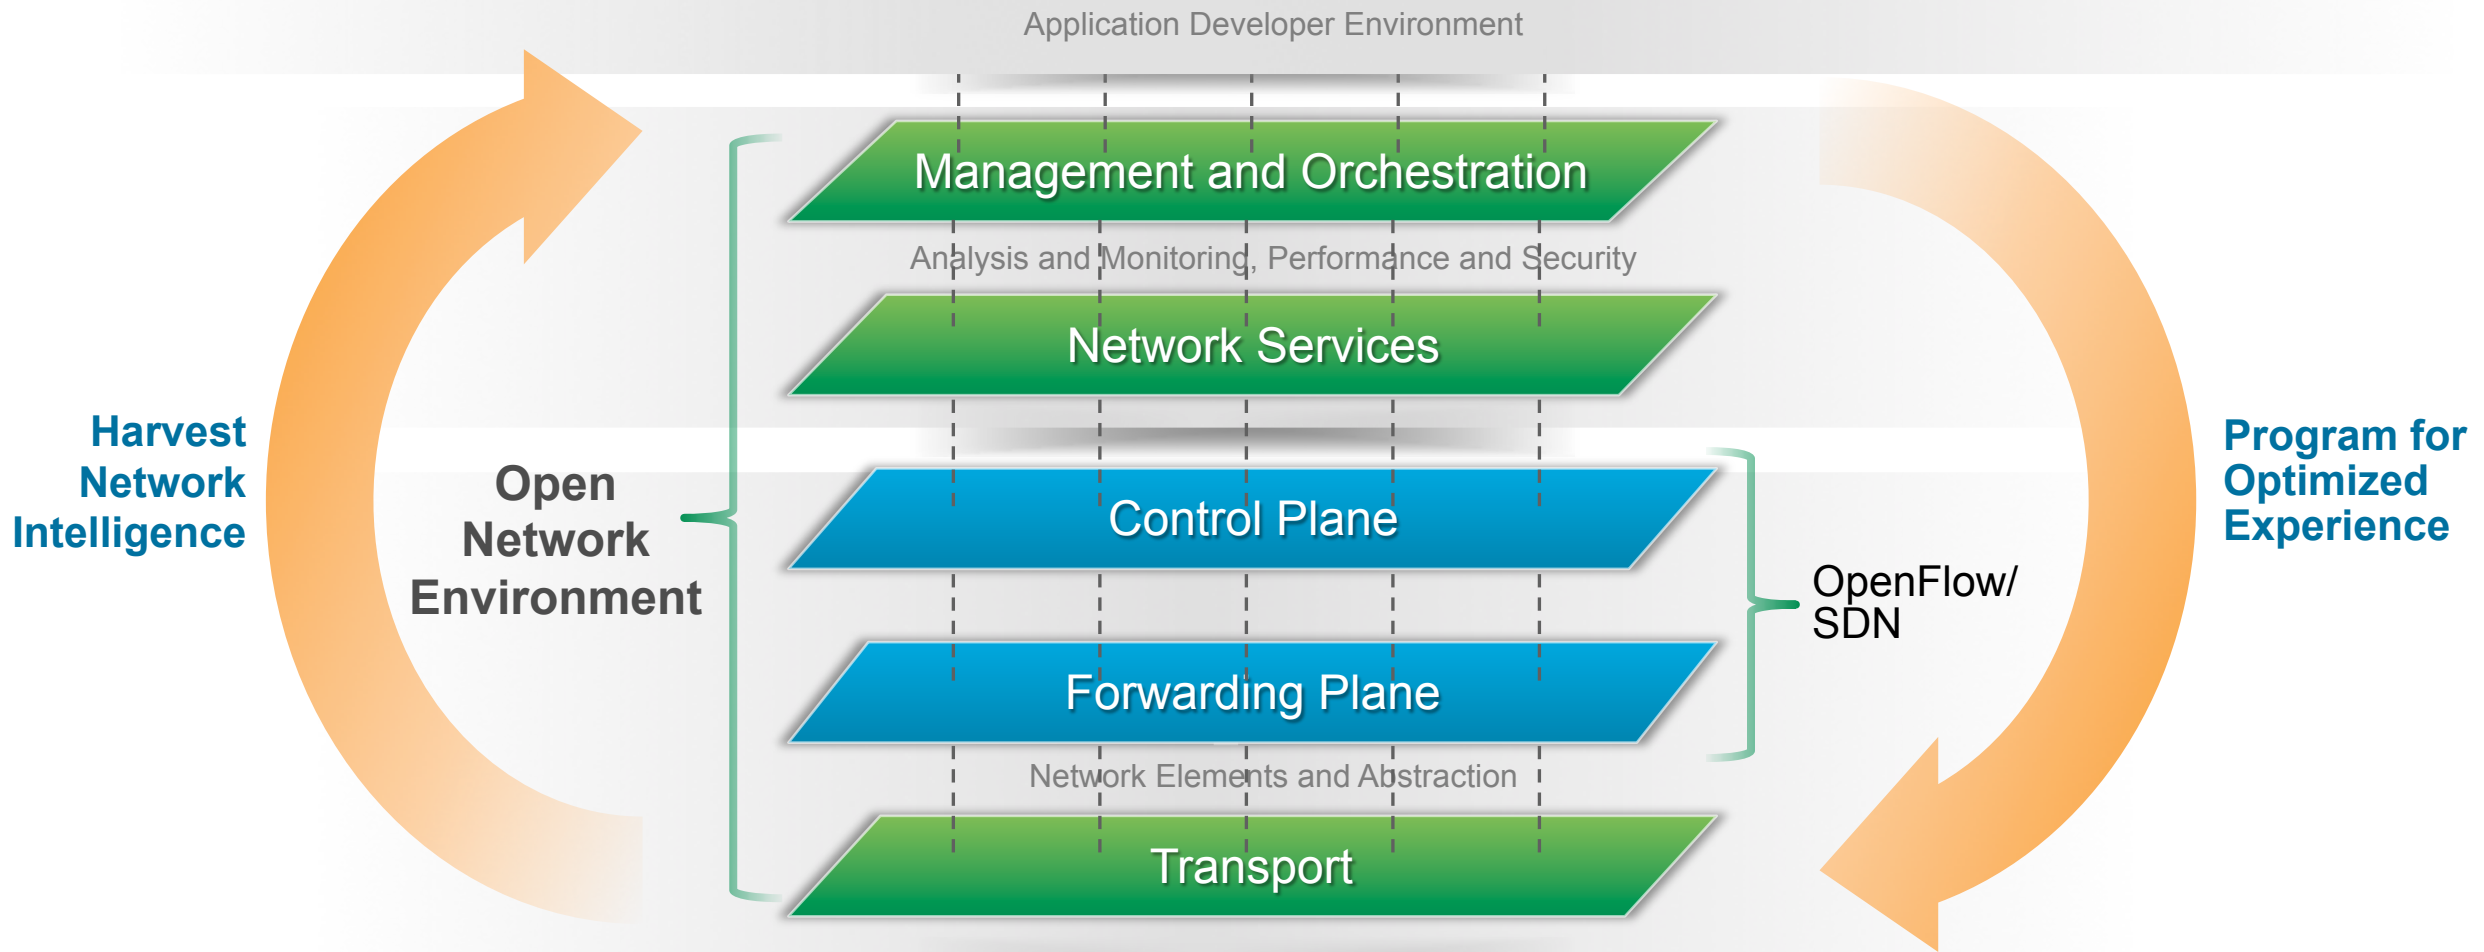 Application Developer Environment
Management and Orchestration
Analysis and Monitoring, Performance and Security
Network Services
Harvest
Network
Intelligence
Open
Network
Environment
Control Plane
Program for
Optimized
Experience
OpenFlow/
SDN
Forwarding Plane
Network Elements and Abstraction
Transport